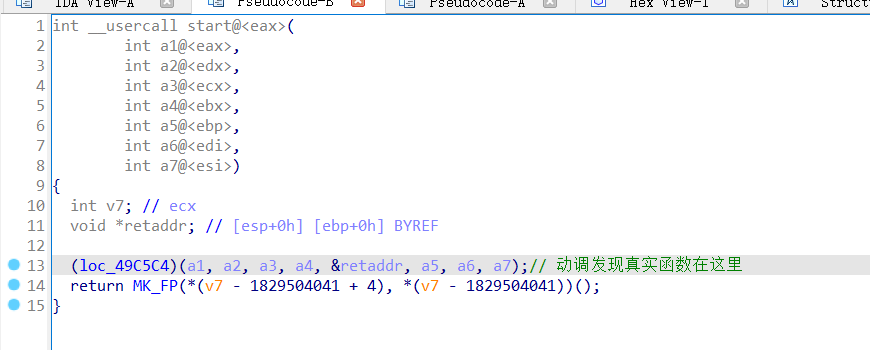 IDA View-A Pseudocode-B Pseudocode-A Hex View-1 Struct
1 int __usercall start@<eax>(
2 int a1@<eax>,
3 int a2@<edx>,
4 int a3@<ecx>,
5 int a4@<ebx>,
6 int a5@<ebp>,
7 int a6@<edi>,
8 int a7@<esi>)
9 {
10 int v7; // ecx
11 void *retaddr; // [esp+0h] [ebp+0h] BYREF
12
13 (loc_49C5C4)(a1, a2, a3, a4, &retaddr, a5, a6, a7);// 动调发现真实函数在这里
14 return MK_FP(*(v7 - 1829504041 + 4), *(v7 - 1829504041))();
15 }